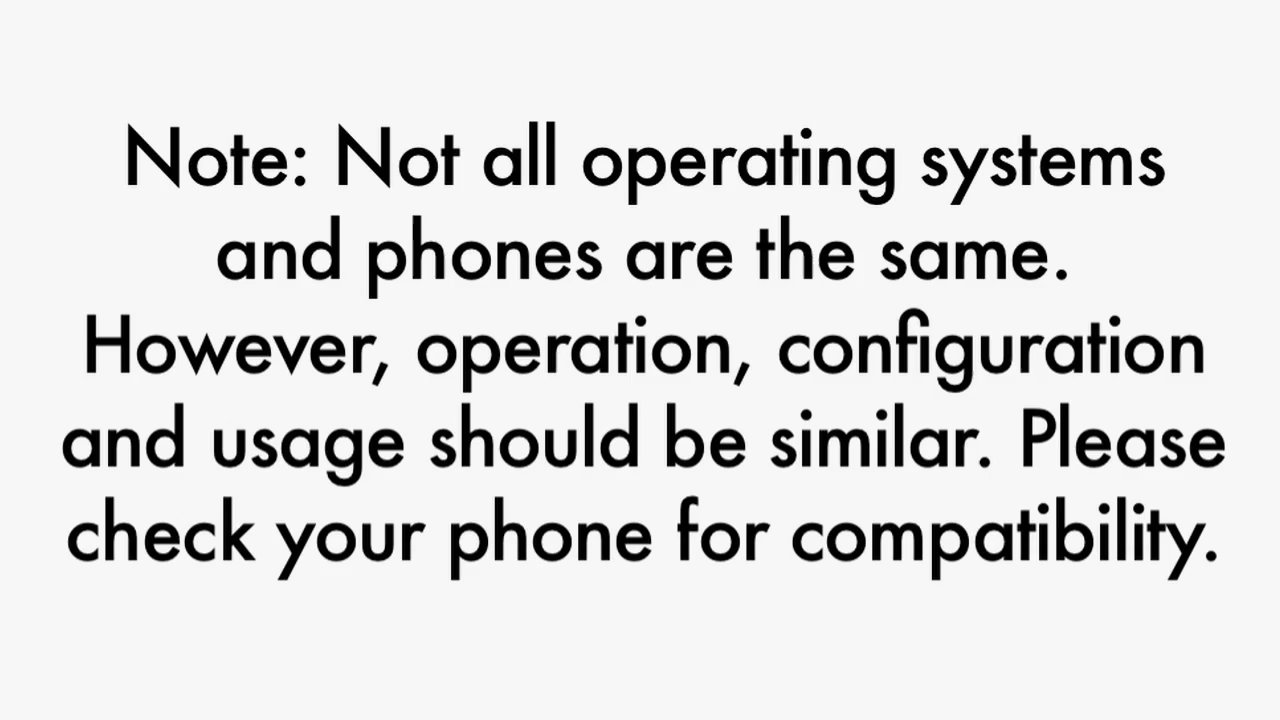 Note: Not all operating systems
and phones are the same.
However, operation, configuration
and usage should be similar. Please
check your phone for compatibility.